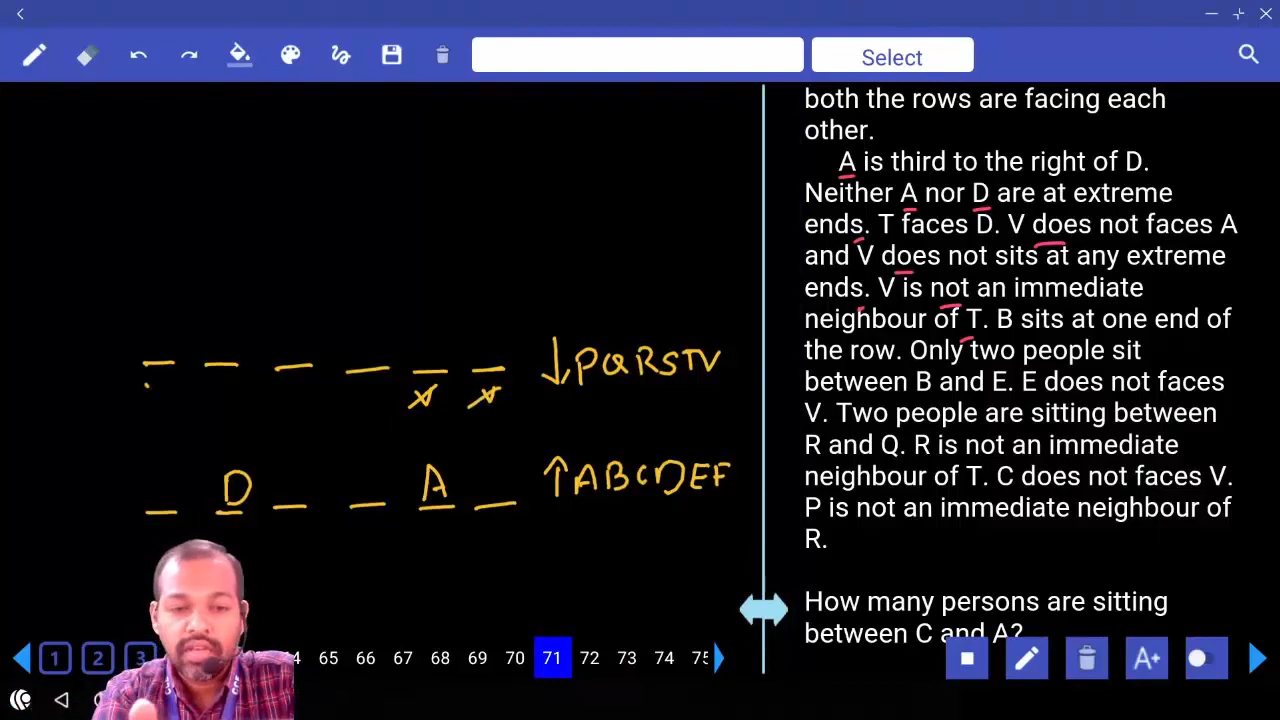 Select
both the rows are facing each
other.
A is third to the right of D.
Neither A nor D are at extreme
ends. T faces D. V does not faces A
and V does not sits at any extreme
ends. V is not an immediate
neighbour of T. B sits at one end of
the row. Only two people sit
between B and E. E does not faces
V. Two people are sitting between
R and Q. R is not an immediate
neighbour of T. C does not faces V.
P is not an immediate neighbour of
R.
How many persons are sitting
between C and A?
↓PQRSTV
D A ↑ABCDEF
1 2 3 65 66 67 68 69 70 71 72 73 74 75
A+